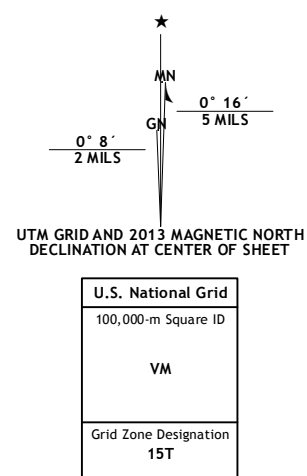 ★
MN
0° 16´
5 MILS
GN
0° 8´
2 MILS
UTM GRID AND 2013 MAGNETIC NORTH
DECLINATION AT CENTER OF SHEET
U.S. National Grid
100,000-m Square ID
VM
Grid Zone Designation
15T